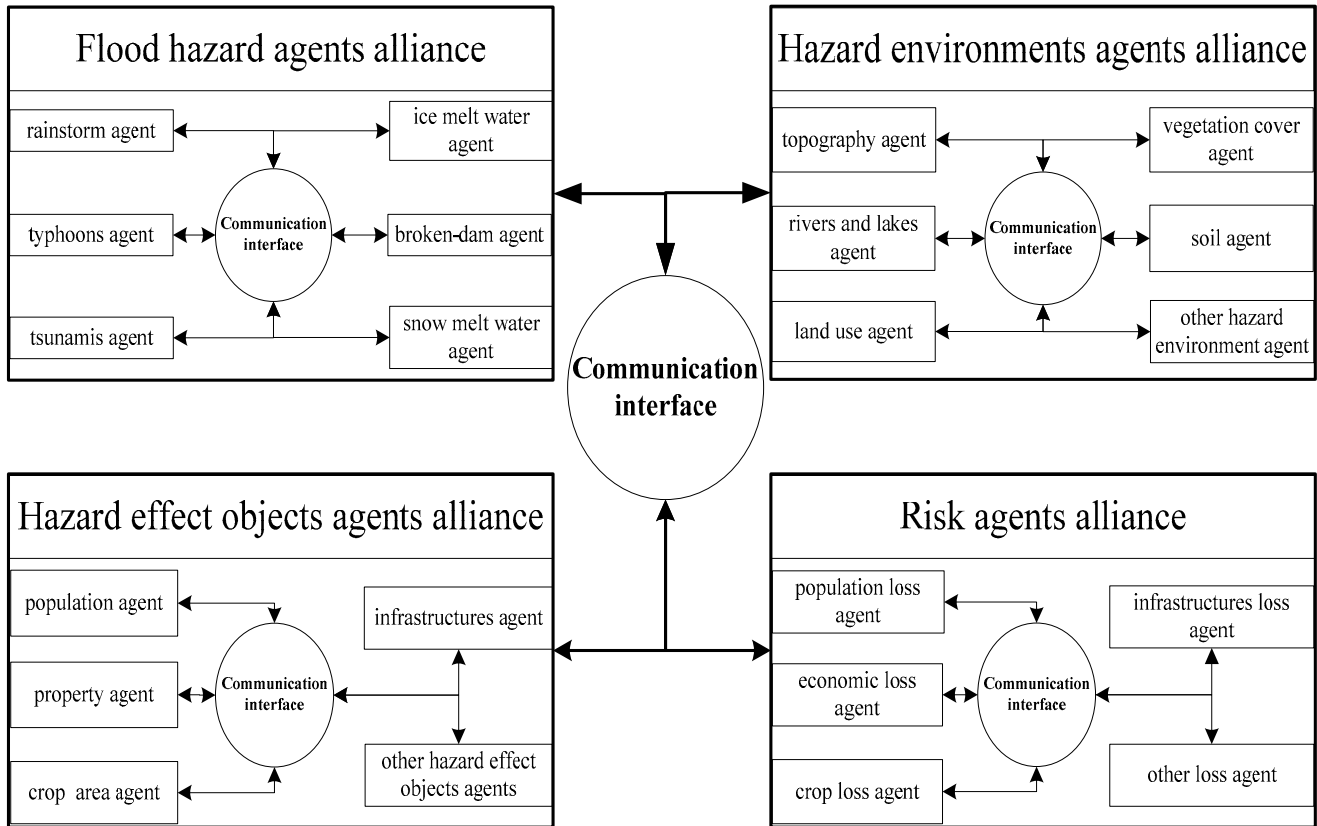 Flood hazard agents alliance
rainstorm agent
ice melt water
agent
typhoons agent
Communication
interface
broken-dam agent
tsunamis agent
snow melt water
agent
Hazard environments agents alliance
topography agent
vegetation cover
agent
rivers and lakes
agent
Communication
interface
soil agent
land use agent
other hazard
environment agent
Communication
interface
Hazard effect objects agents alliance
population agent
infrastructures agent
property agent
Communication
interface
crop area agent
other hazard effect
objects agents
Risk agents alliance
population loss
agent
infrastructures loss
agent
economic loss
agent
Communication
interface
crop loss agent
other loss agent